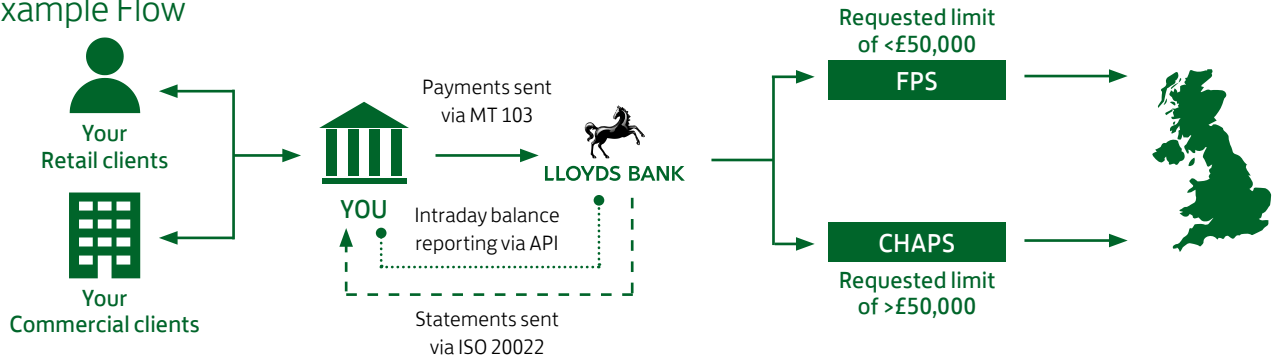 xample Flow
Your
Retail clients
Your
Commercial clients
YOU
Payments sent
via MT 103
LLOYDS BANK
Intraday balance
reporting via API
Statements sent
via ISO 20022
Requested limit
of <£50,000
FPS
CHAPS
Requested limit
of >£50,000